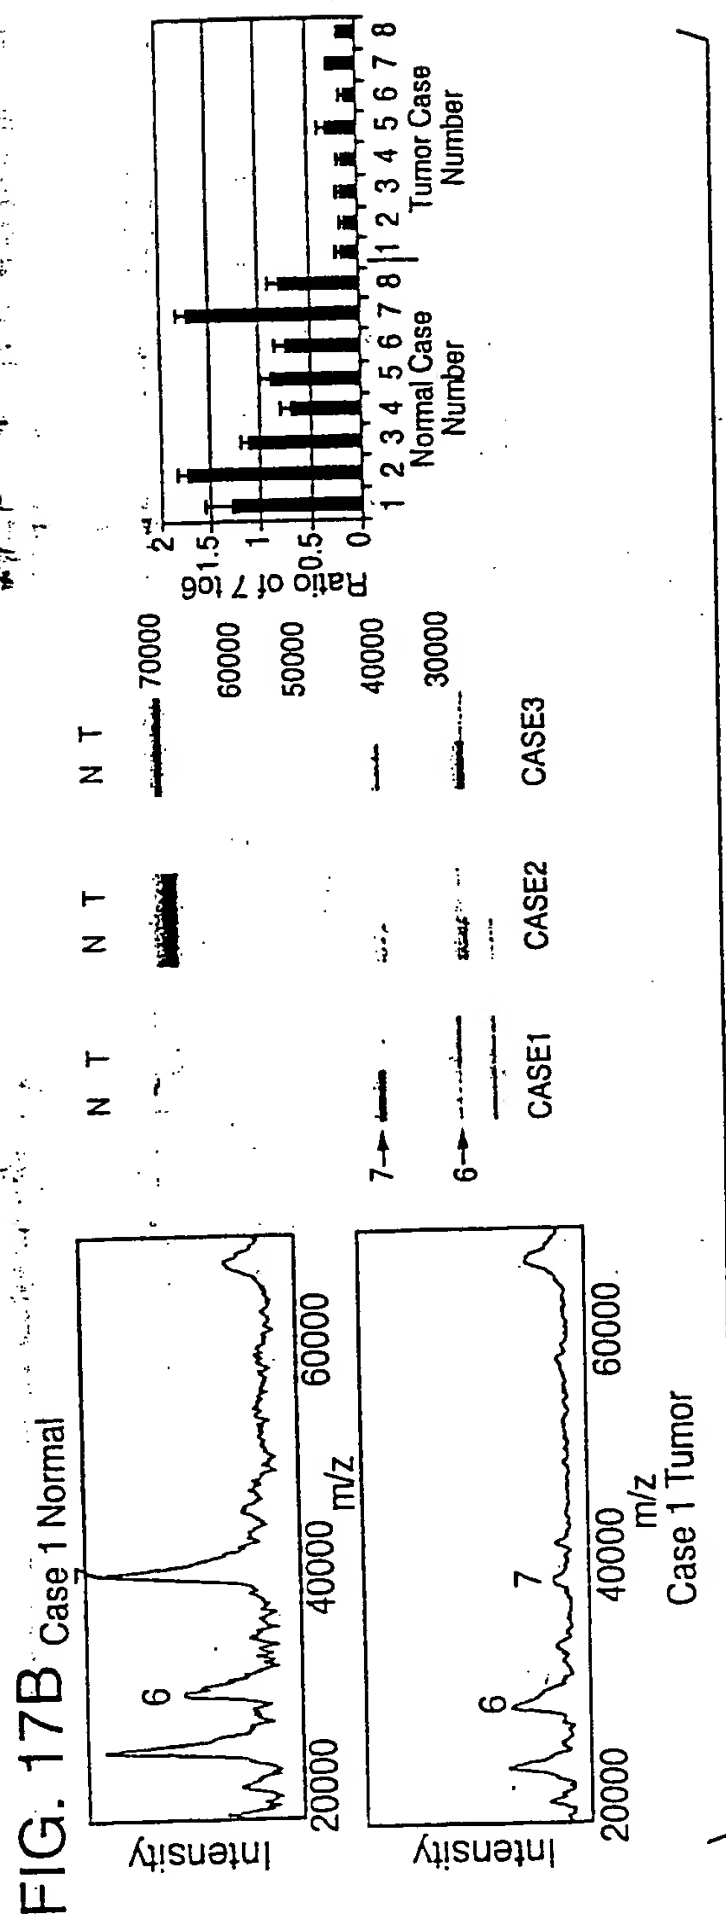 FIG. 17B
Case 1 Normal
Intensity
7
6
20000 40000 60000
m/z
Intensity
6
7
20000 40000 60000
m/z
Case 1 Tumor
N T N T N T
70000
60000
50000
7
40000
6
30000
CASE1 CASE2 CASE3
Ratio of 7 to6
2
1.5
1
0.5
0
1 2 3 4 5 6 7 8 1 2 3 4 5 6 7 8
Normal Case Number
Tumor Case Number